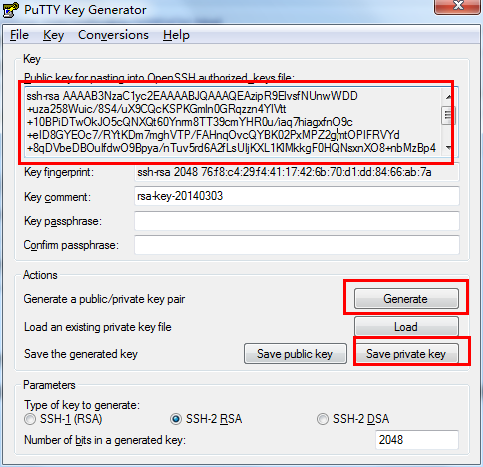 PuTTY Key Generator
File Key Conversions Help
Key
Public key for pasting into OpenSSH authorized_keys file:
ssh-rsa AAAAB3NzaC1yc2EAAAABJQAAAQEAzipR9ElvsfNUnwWDD
+uza258Wuic/8S4/uX9CQcKSPKGmln0GRqzzn4YIVtt
+10BPiDTwOkJO5cQNXQt60Ynm8TT39cmYHR0u/iaq7hiagxfnO9c
+eID8GYEOc7/RYtKDm7mghVTP/FAHnqOvcQYBK02PxMPZ2gntOPIFRVYd
+8qDVbeDBOulfdwO9Bpya/nTuv5rd6A2fLsUljKXL1KlMkkgF0HQNsxnXO8+nbMzBp4
Key fingerprint: ssh-rsa 2048 76:f8:c4:29:f4:41:17:42:6b:70:d1:dd:84:66:ab:7a
Key comment: rsa-key-20140303
Key passphrase:
Confirm passphrase:
Actions
Generate a public/private key pair Generate
Load an existing private key file Load
Save the generated key Save public key Save private key
Parameters
Type of key to generate:
SSH-1 (RSA) SSH-2 RSA SSH-2 DSA
Number of bits in a generated key: 2048